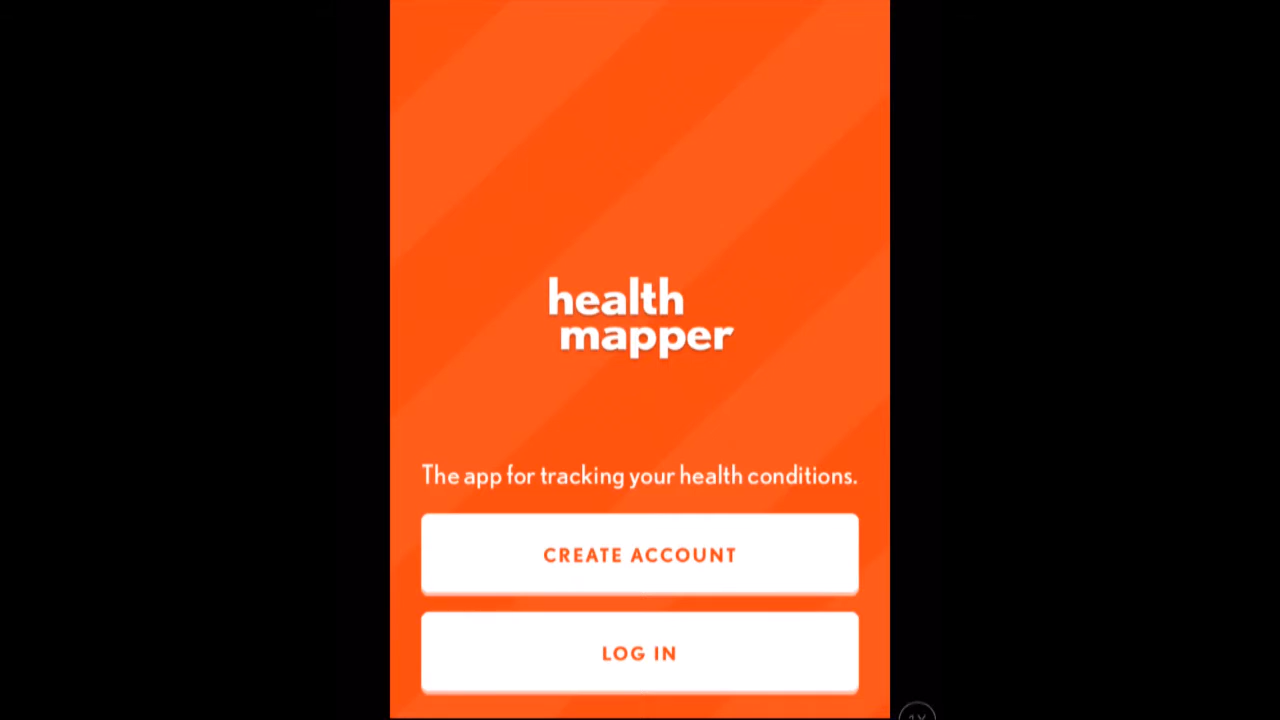 health
mapper
The app for tracking your health conditions.
CREATE ACCOUNT
LOG IN